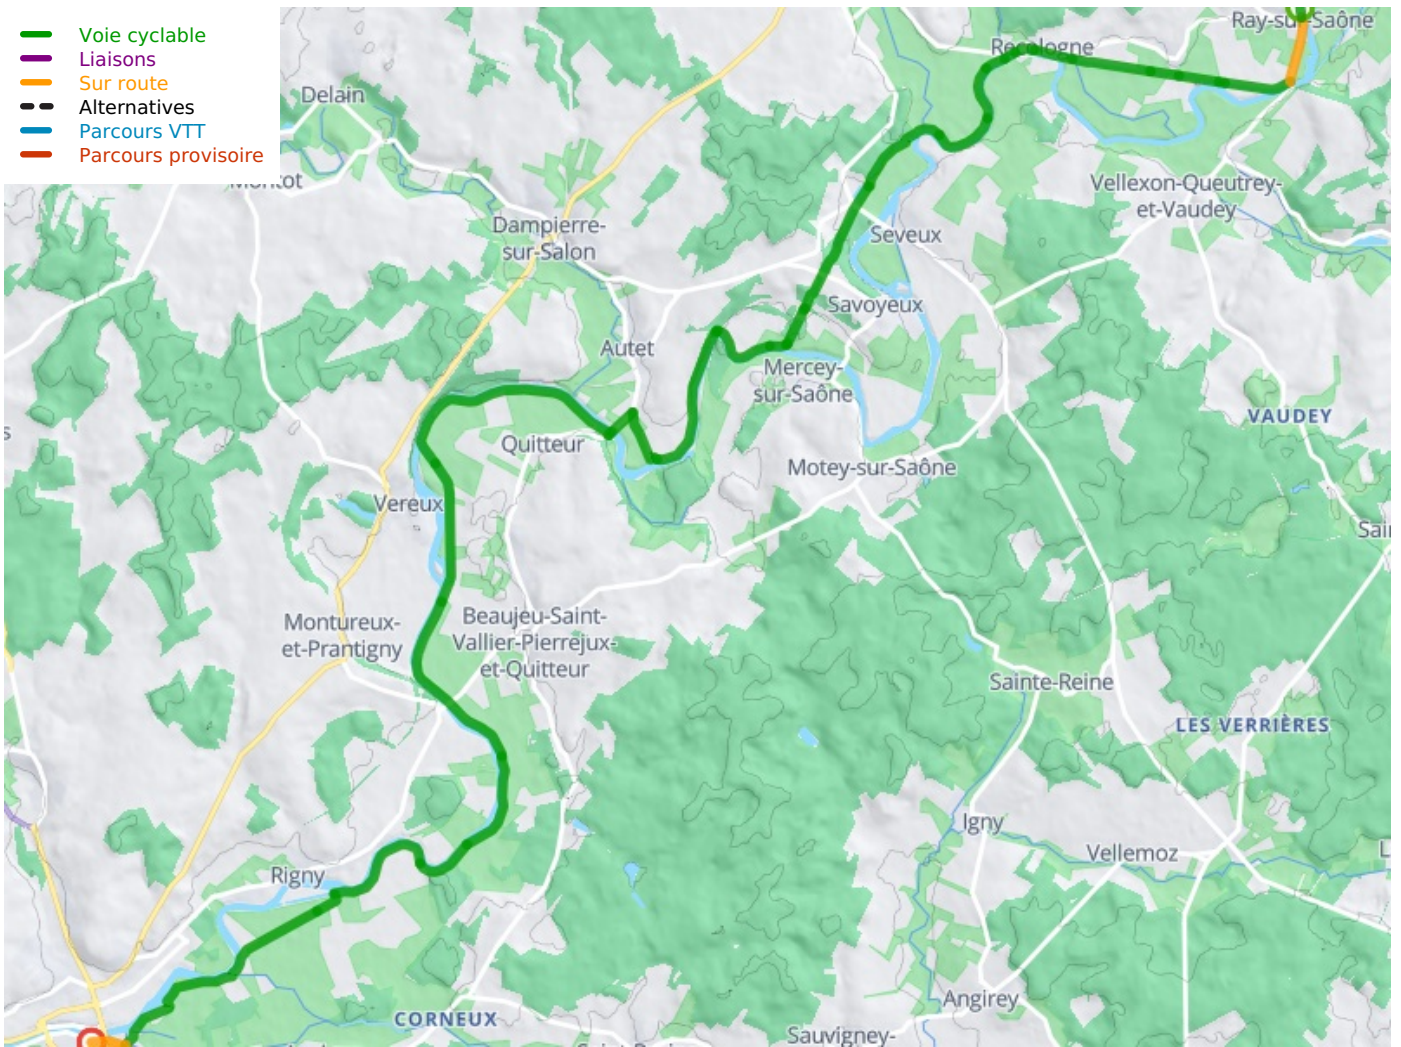 Voie cyclable
Liaisons
Sur route
Alternatives
Parcours VTT
Parcours provisoire
Ray-sur-Saône
Recologne
Delain
Vellexon-Queutrey-
et-Vaudey
Dampierre-
sur-Salon
Seveux
Savoyeux
Autet
Mercey-
sur-Saône
VAUDEY
Quitteur
Motey-sur-Saône
Vereux
Beaujeu-Saint-
Vallier-Pierrejux-
et-Quitteur
Montureux-
et-Prantigny
Sainte-Reine
LES VERRIÈRES
Igny
Vellemoz
Rigny
Angirey
CORNEUX
Sauvigney-